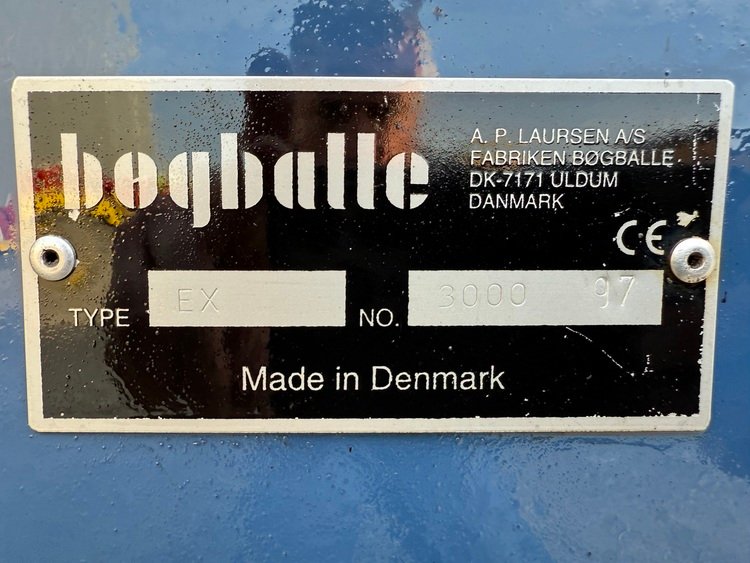 bøgballe
A. P. LAURSEN A/S
FABRIKEN BØGBALLE
DK-7171 ULDUM
DANMARK
CE
TYPE EX NO. 3000 97
Made in Denmark